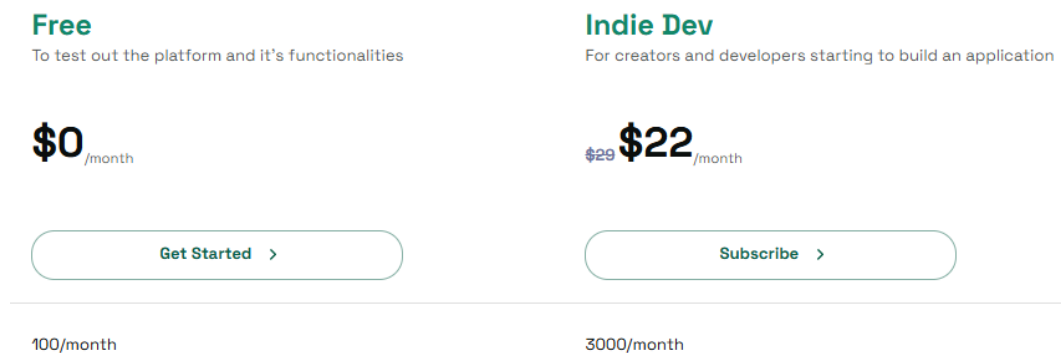 Free
To test out the platform and it's functionalities
$0/month
Get Started
100/month
Indie Dev
For creators and developers starting to build an application
$29 $22/month
Subscribe
3000/month